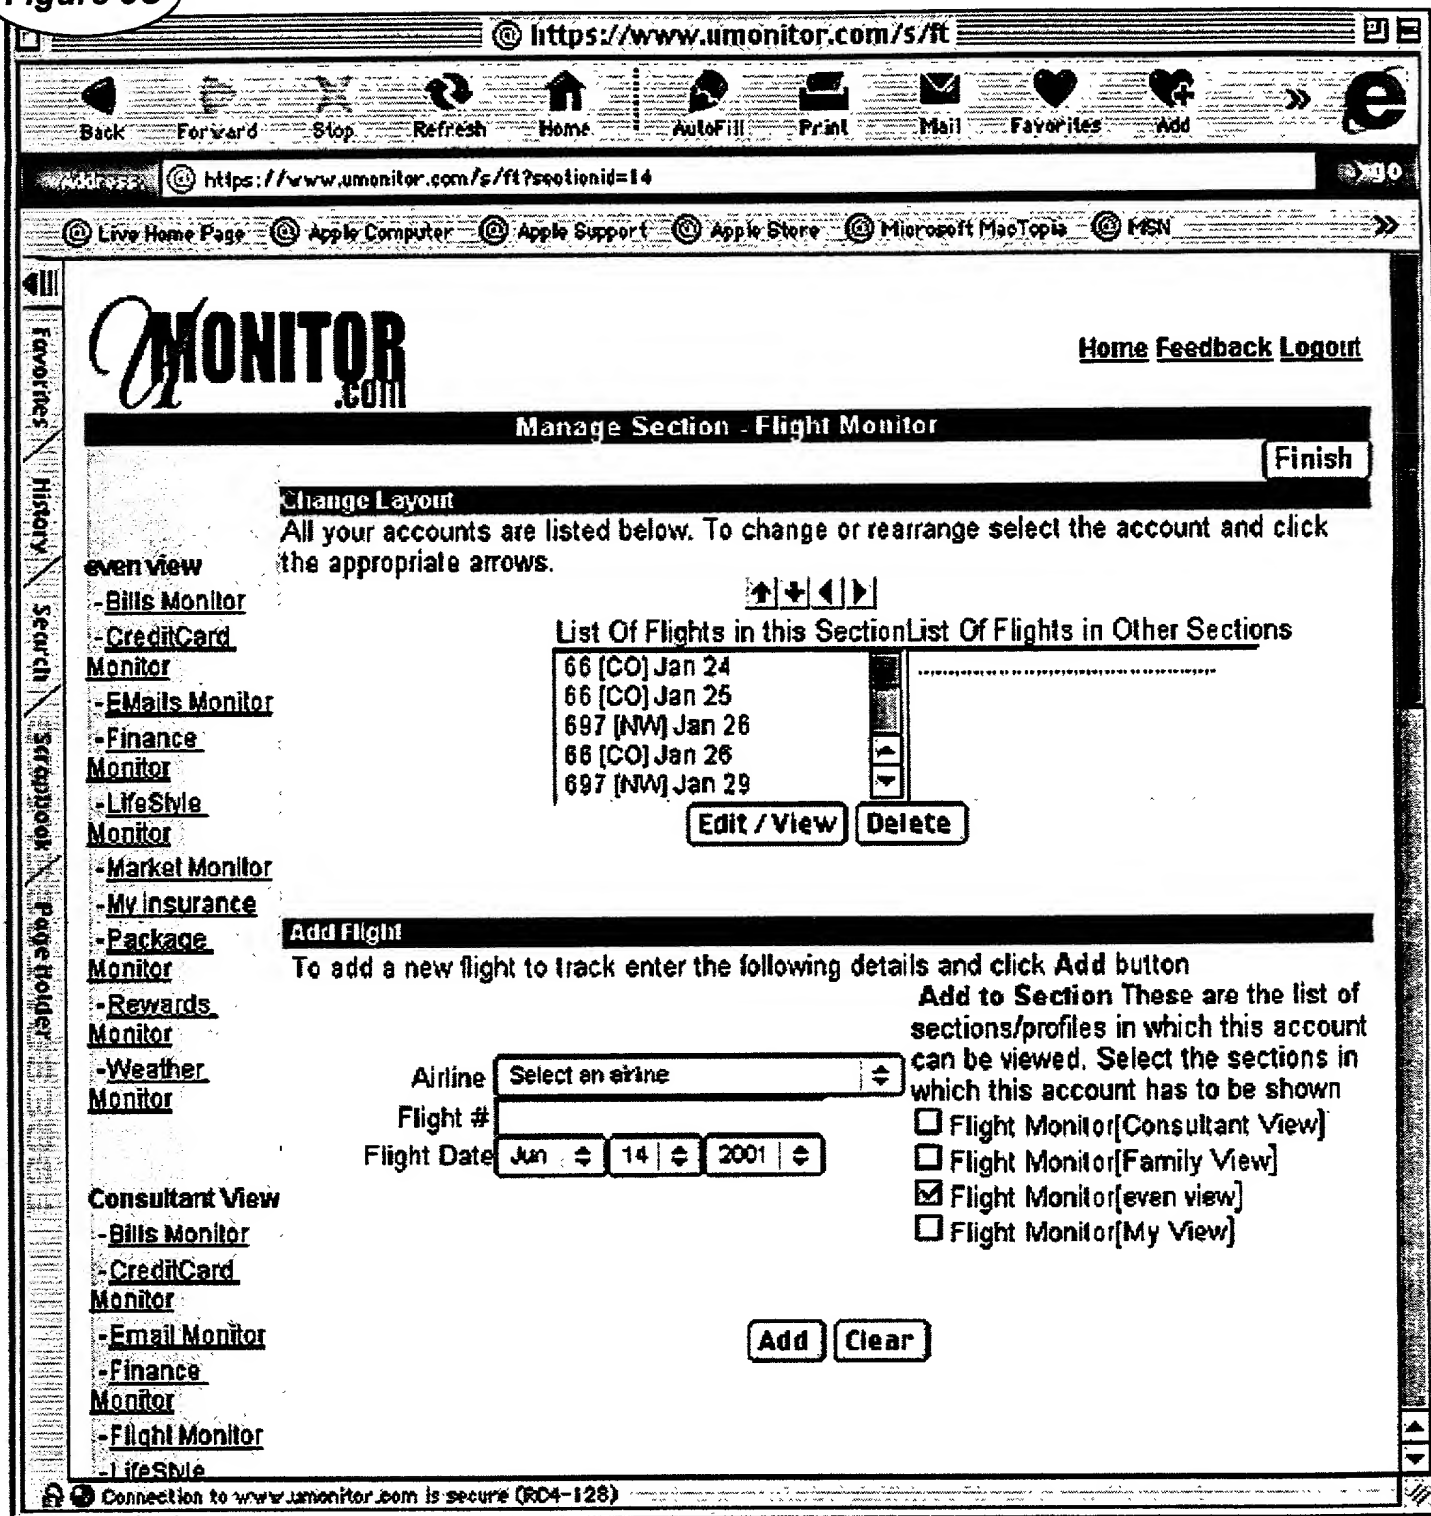 https://www.umonitor.com/s/ft
Back Forward Stop Refresh Home AutoFill Print Mail Favorites Add
Address: @ https://www.umonitor.com/s/ft?sectionid=14 go
Live Home Page Apple Computer Apple Support Apple Store Microsoft MacTopia MSN
Favorites
History
Search
Scrapbook
Page Holder
UMONITOR
.com
Home Feedback Logout
Manage Section - Flight Monitor
Finish
Change Layout
All your accounts are listed below. To change or rearrange select the account and click
the appropriate arrows.
List Of Flights in this Section List Of Flights in Other Sections
66 [CO] Jan 24
66 [CO] Jan 25
697 [NW] Jan 26
66 [CO] Jan 26
697 [NW] Jan 29
Edit / View Delete
even view
-Bills Monitor
-CreditCard
Monitor
-EMails Monitor
-Finance
Monitor
-LifeStyle
Monitor
-Market Monitor
-My Insurance
-Package
Monitor
-Rewards
Monitor
-Weather
Monitor
Consultant View
-Bills Monitor
-CreditCard
Monitor
-Email Monitor
-Finance
Monitor
-Flight Monitor
-LifeStyle
Add Flight
To add a new flight to track enter the following details and click Add button
Add to Section These are the list of
sections/profiles in which this account
can be viewed. Select the sections in
which this account has to be shown
Airline Select an airline
Flight #
Flight Date Jun 14 2001
Flight Monitor[Consultant View]
Flight Monitor[Family View]
Flight Monitor[even view]
Flight Monitor[My View]
Add Clear
Connection to www.umonitor.com is secure (RC4-128)